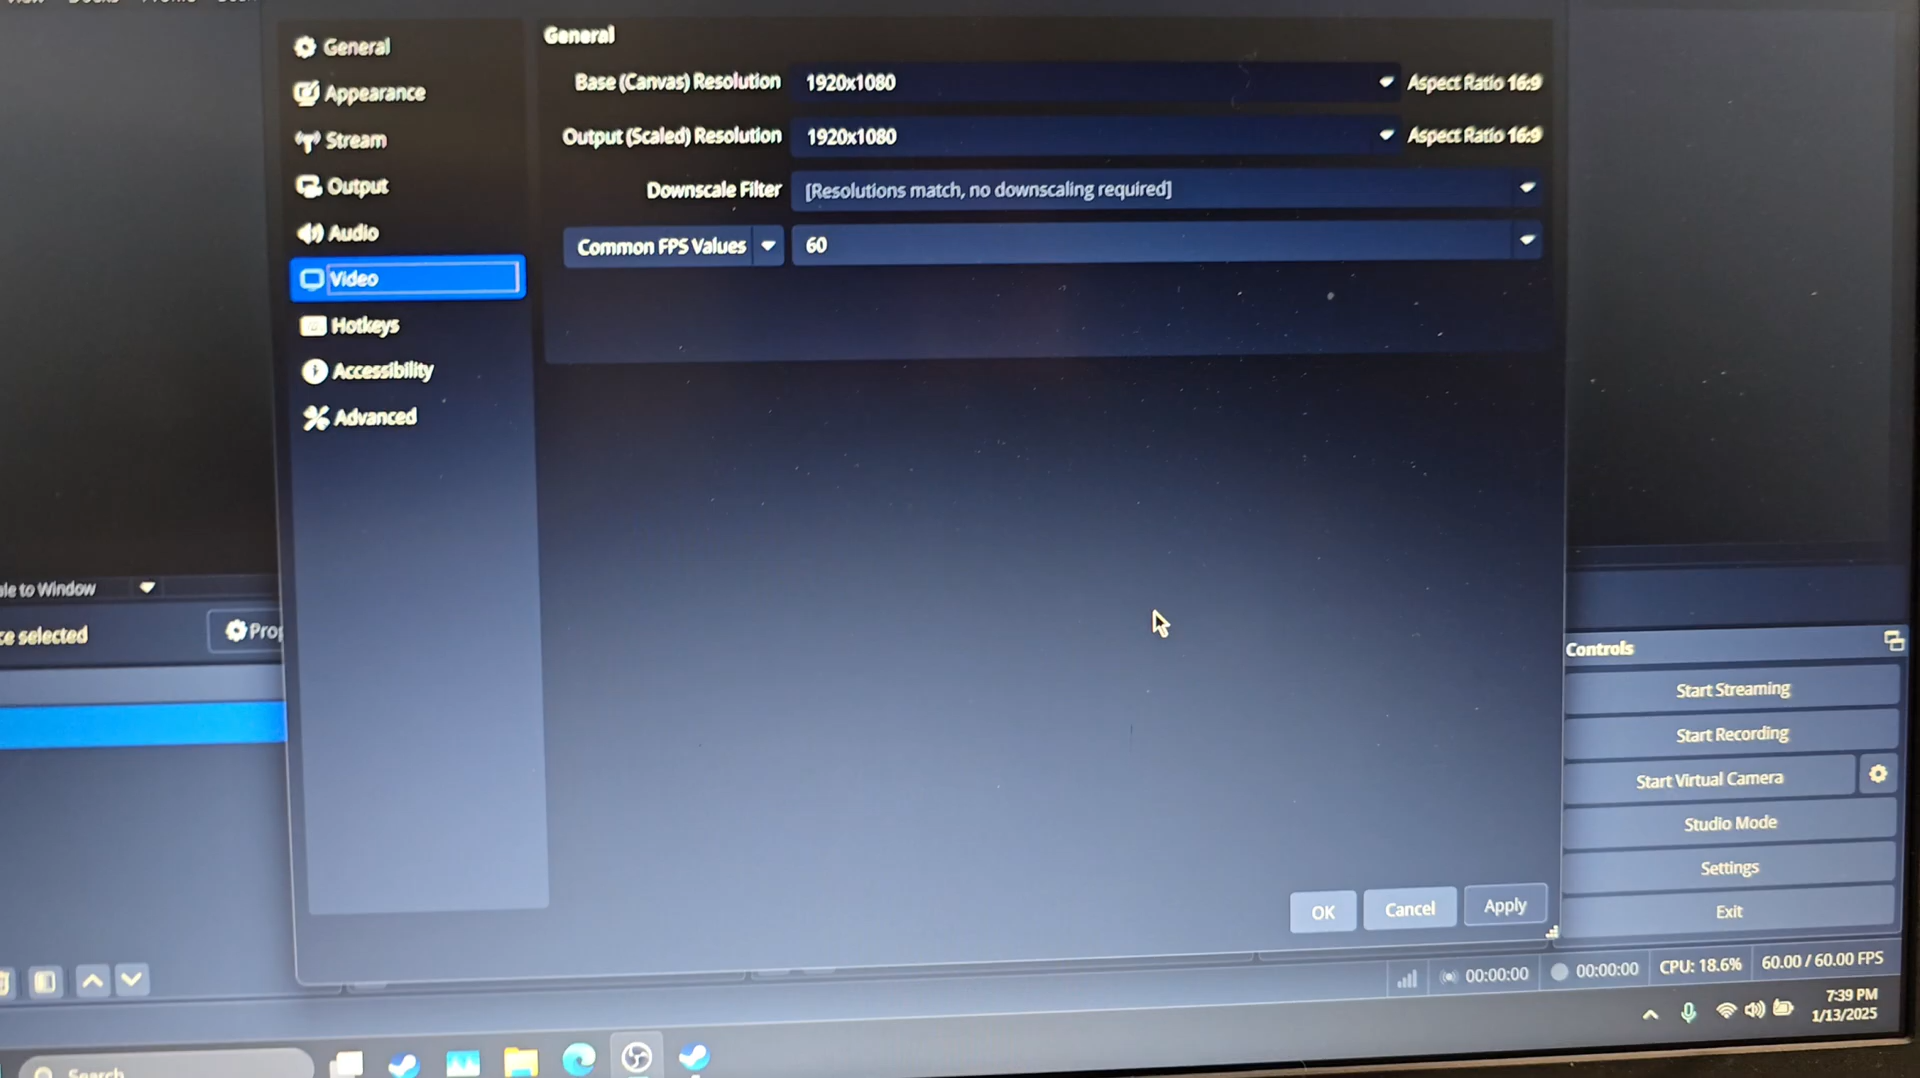 General
Appearance
Stream
Output
Audio
Video
Hotkeys
Accessibility
Advanced
General
Base (Canvas) Resolution 1920x1080 Aspect Ratio 16:9
Output (Scaled) Resolution 1920x1080 Aspect Ratio 16:9
Downscale Filter [Resolutions match, no downscaling required]
Common FPS Values 60
OK Cancel Apply
to Window
selected
Controls
Start Streaming
Start Recording
Start Virtual Camera
Studio Mode
Settings
Exit
00:00:00 00:00:00 CPU: 18.6% 60.00 / 60.00 FPS
7:39 PM
1/13/2025
Search